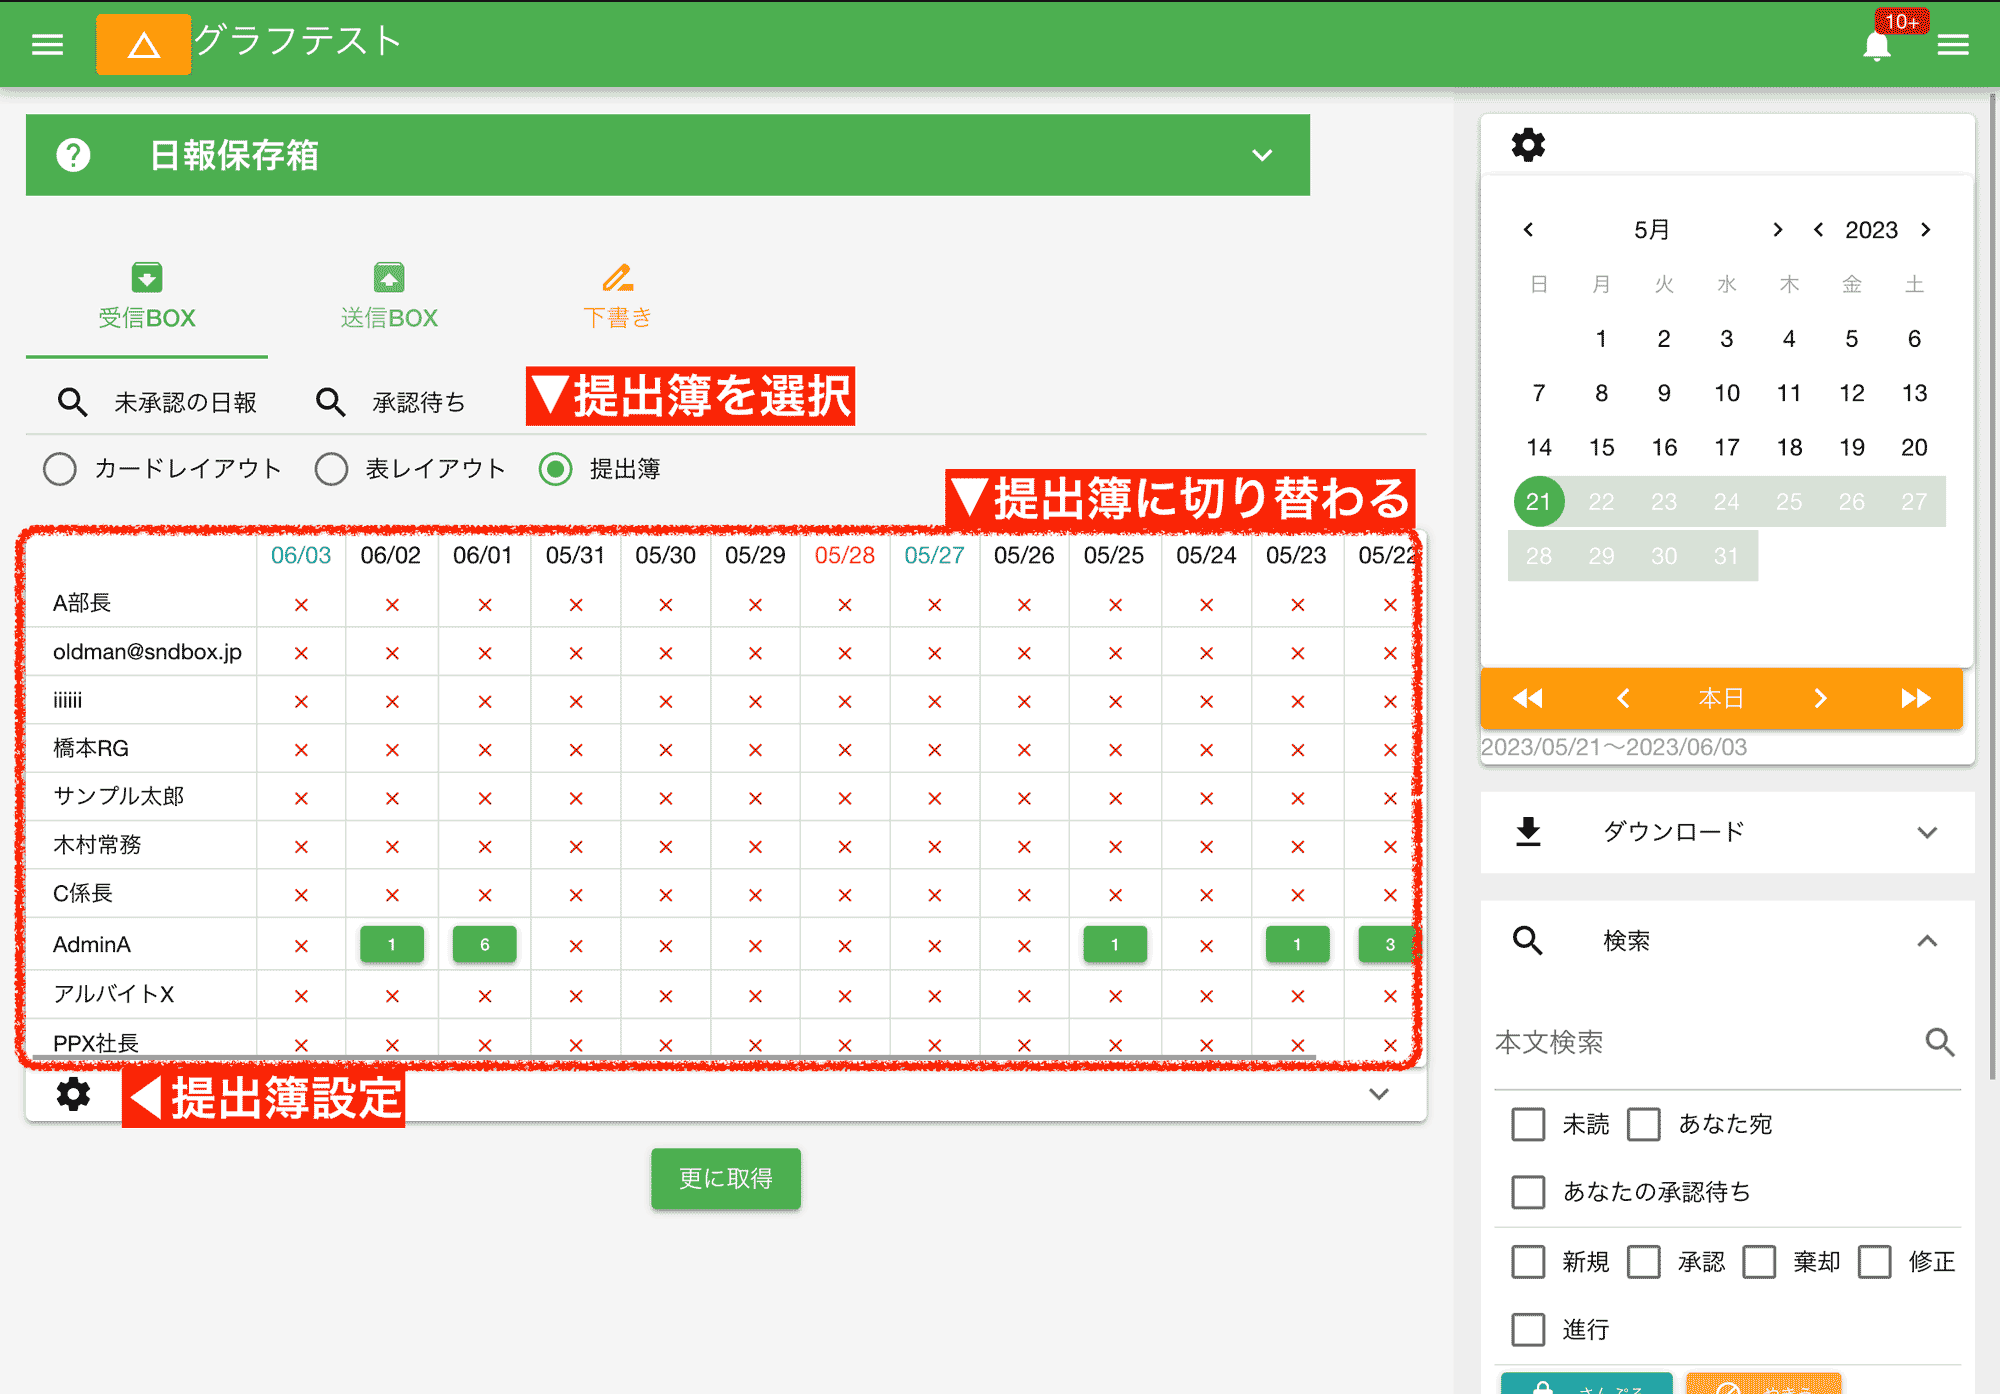 グラフテスト
10+
日報保存箱
受信BOX 送信BOX 下書き
未承認の日報 承認待ち
▼提出簿を選択
カードレイアウト 表レイアウト 提出簿
▼提出簿に切り替わる
06/03 06/02 06/01 05/31 05/30 05/29 05/28 05/27 05/26 05/25 05/24 05/23 05/22
A部長 × × × × × × × × × × × × ×
oldman@sndbox.jp × × × × × × × × × × × × ×
iiiiii × × × × × × × × × × × × ×
橋本RG × × × × × × × × × × × × ×
サンプル太郎 × × × × × × × × × × × × ×
木村常務 × × × × × × × × × × × × ×
C係長 × × × × × × × × × × × × ×
AdminA × 1 6 × × × × × × 1 × 1 3
アルバイトX × × × × × × × × × × × × ×
PPX社長 × × × × × × × × × × × × ×
◀提出簿設定
更に取得
5月 2023
日 月 火 水 木 金 土
1 2 3 4 5 6
7 8 9 10 11 12 13
14 15 16 17 18 19 20
21 22 23 24 25 26 27
28 29 30 31
本日
2023/05/21〜2023/06/03
ダウンロード
検索
本文検索
未読 あなた宛
あなたの承認待ち
新規 承認 棄却 修正
進行